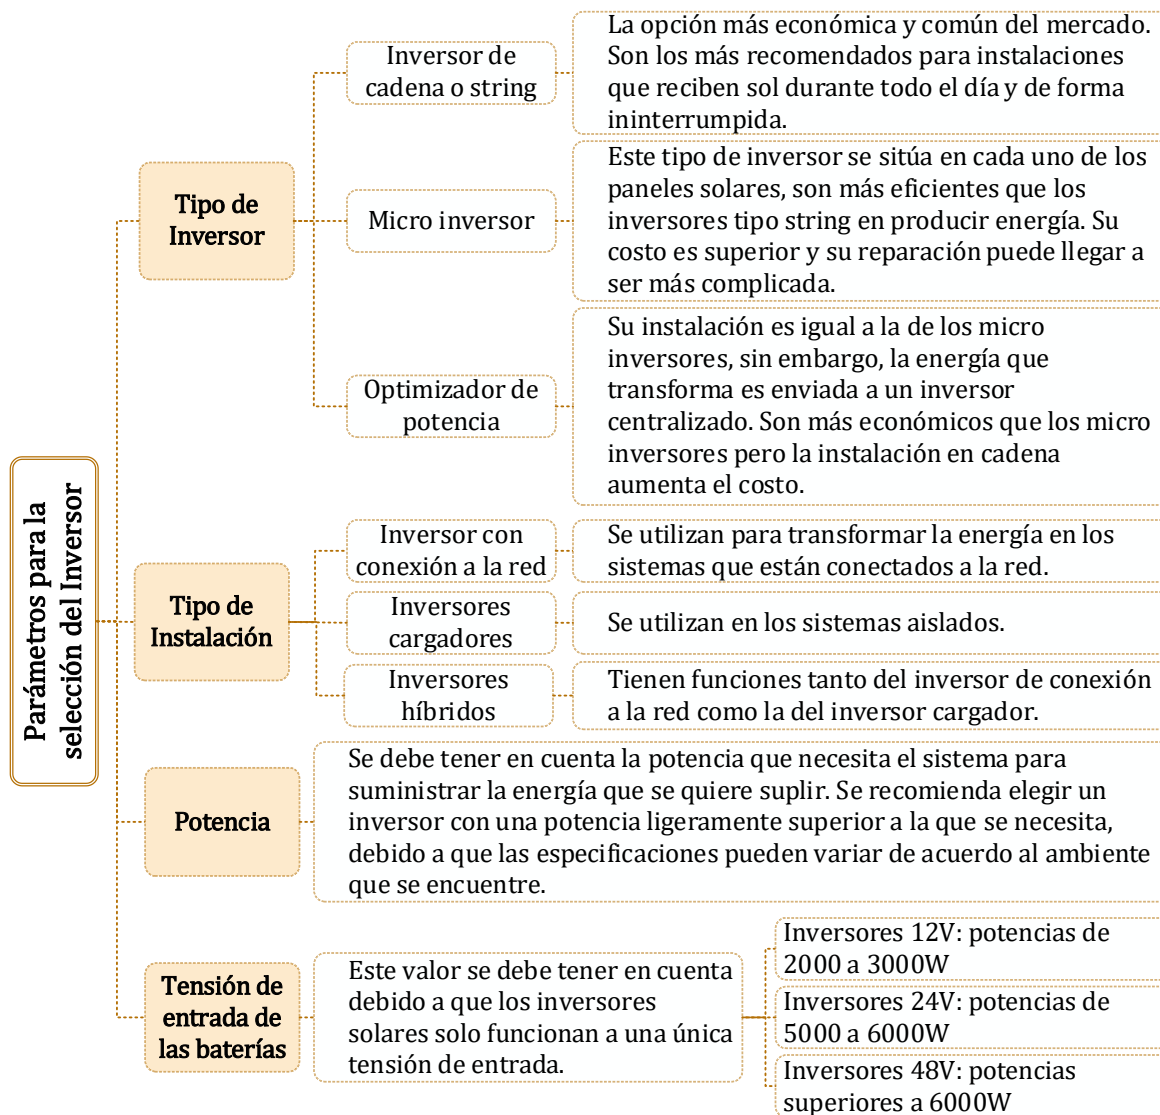 Parámetros para la
selección del Inversor
Tipo de
Inversor
Inversor de
cadena o string
La opción más económica y común del mercado.
Son los más recomendados para instalaciones
que reciben sol durante todo el día y de forma
ininterrumpida.
Micro inversor
Este tipo de inversor se sitúa en cada uno de los
paneles solares, son más eficientes que los
inversores tipo string en producir energía. Su
costo es superior y su reparación puede llegar a
ser más complicada.
Optimizador de
potencia
Su instalación es igual a la de los micro
inversores, sin embargo, la energía que
transforma es enviada a un inversor
centralizado. Son más económicos que los micro
inversores pero la instalación en cadena
aumenta el costo.
Tipo de
Instalación
Inversor con
conexión a la red
Se utilizan para transformar la energía en los
sistemas que están conectados a la red.
Inversores
cargadores
Se utilizan en los sistemas aislados.
Inversores
híbridos
Tienen funciones tanto del inversor de conexión
a la red como la del inversor cargador.
Potencia
Se debe tener en cuenta la potencia que necesita el sistema para
suministrar la energía que se quiere suplir. Se recomienda elegir un
inversor con una potencia ligeramente superior a la que se necesita,
debido a que las especificaciones pueden variar de acuerdo al ambiente
que se encuentre.
Tensión de
entrada de
las baterías
Este valor se debe tener en cuenta
debido a que los inversores
solares solo funcionan a una única
tensión de entrada.
Inversores 12V: potencias de
2000 a 3000W
Inversores 24V: potencias de
5000 a 6000W
Inversores 48V: potencias
superiores a 6000W